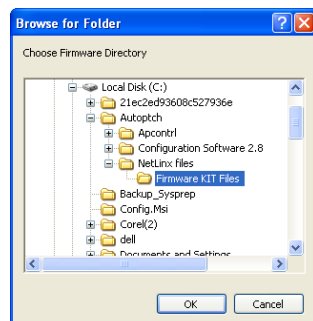 Browse for Folder
Choose Firmware Directory
Local Disk (C:)
21ec2ed93608c527936e
Autoptch
Apcontrl
Configuration Software 2.8
NetLinx files
Firmware KIT Files
Backup_Sysprep
Config.Msi
Corel(2)
dell
Documents and Settings
OK
Cancel